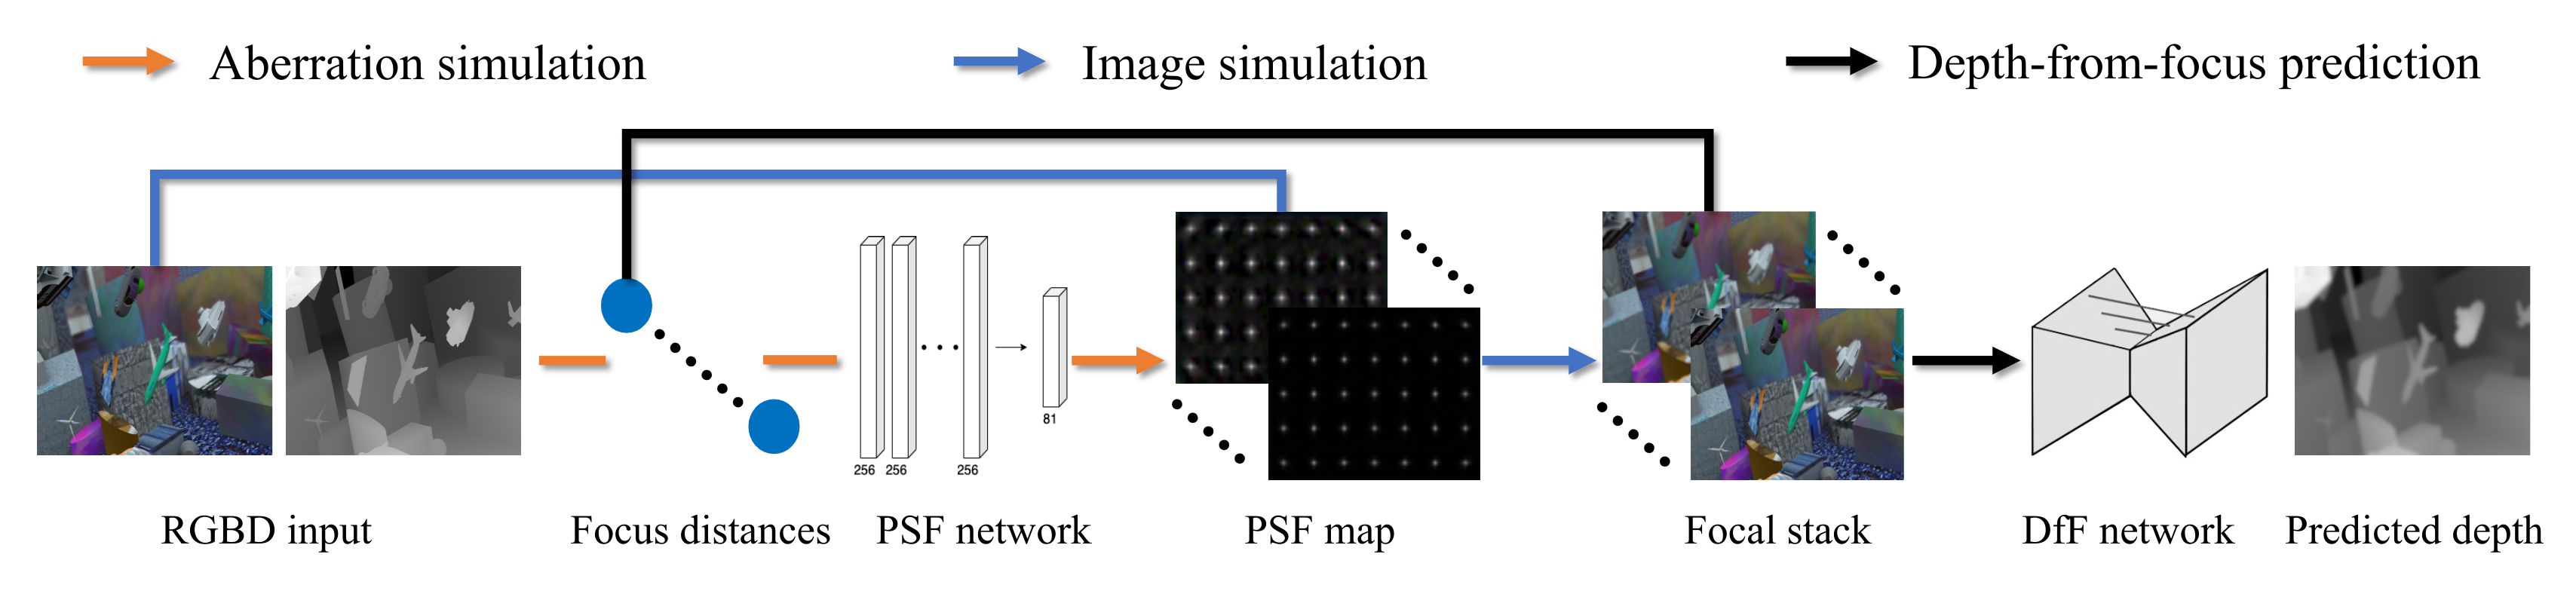 Aberration simulation
Image simulation
Depth-from-focus prediction
256 256 256
81
RGBD input
Focus distances
PSF network
PSF map
Focal stack
DfF network
Predicted depth